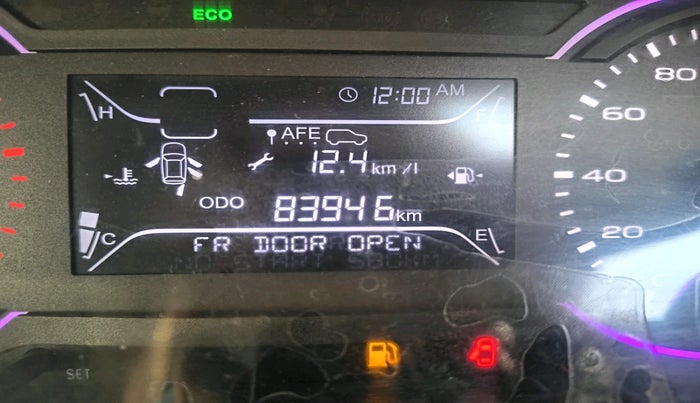 ECO
12:00 AM
H
F
AFE
80
60
12.4 km /l
40
ODO 83946 km
C
E
20
FR DOOR OPEN
SET